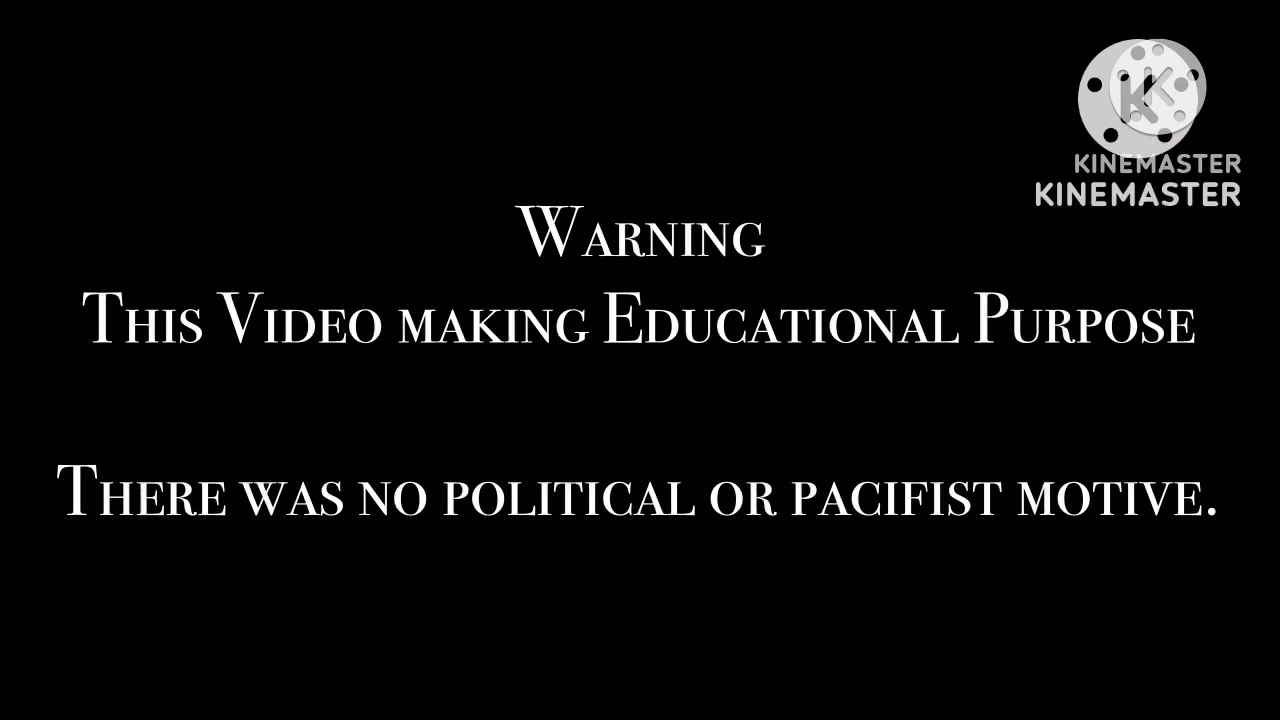 KINEMASTER
KINEMASTER
Warning
This Video making Educational Purpose
There was no political or pacifist motive.